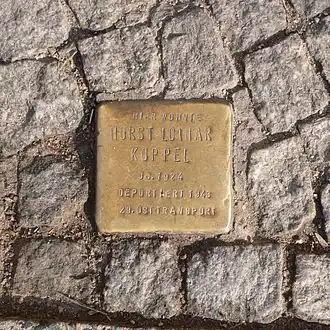 HIER WOHNTE
HORST LOTHAR
KOPPEL
JG. 1924
DEPORTIERT 1943
29. OSTTRANSPORT